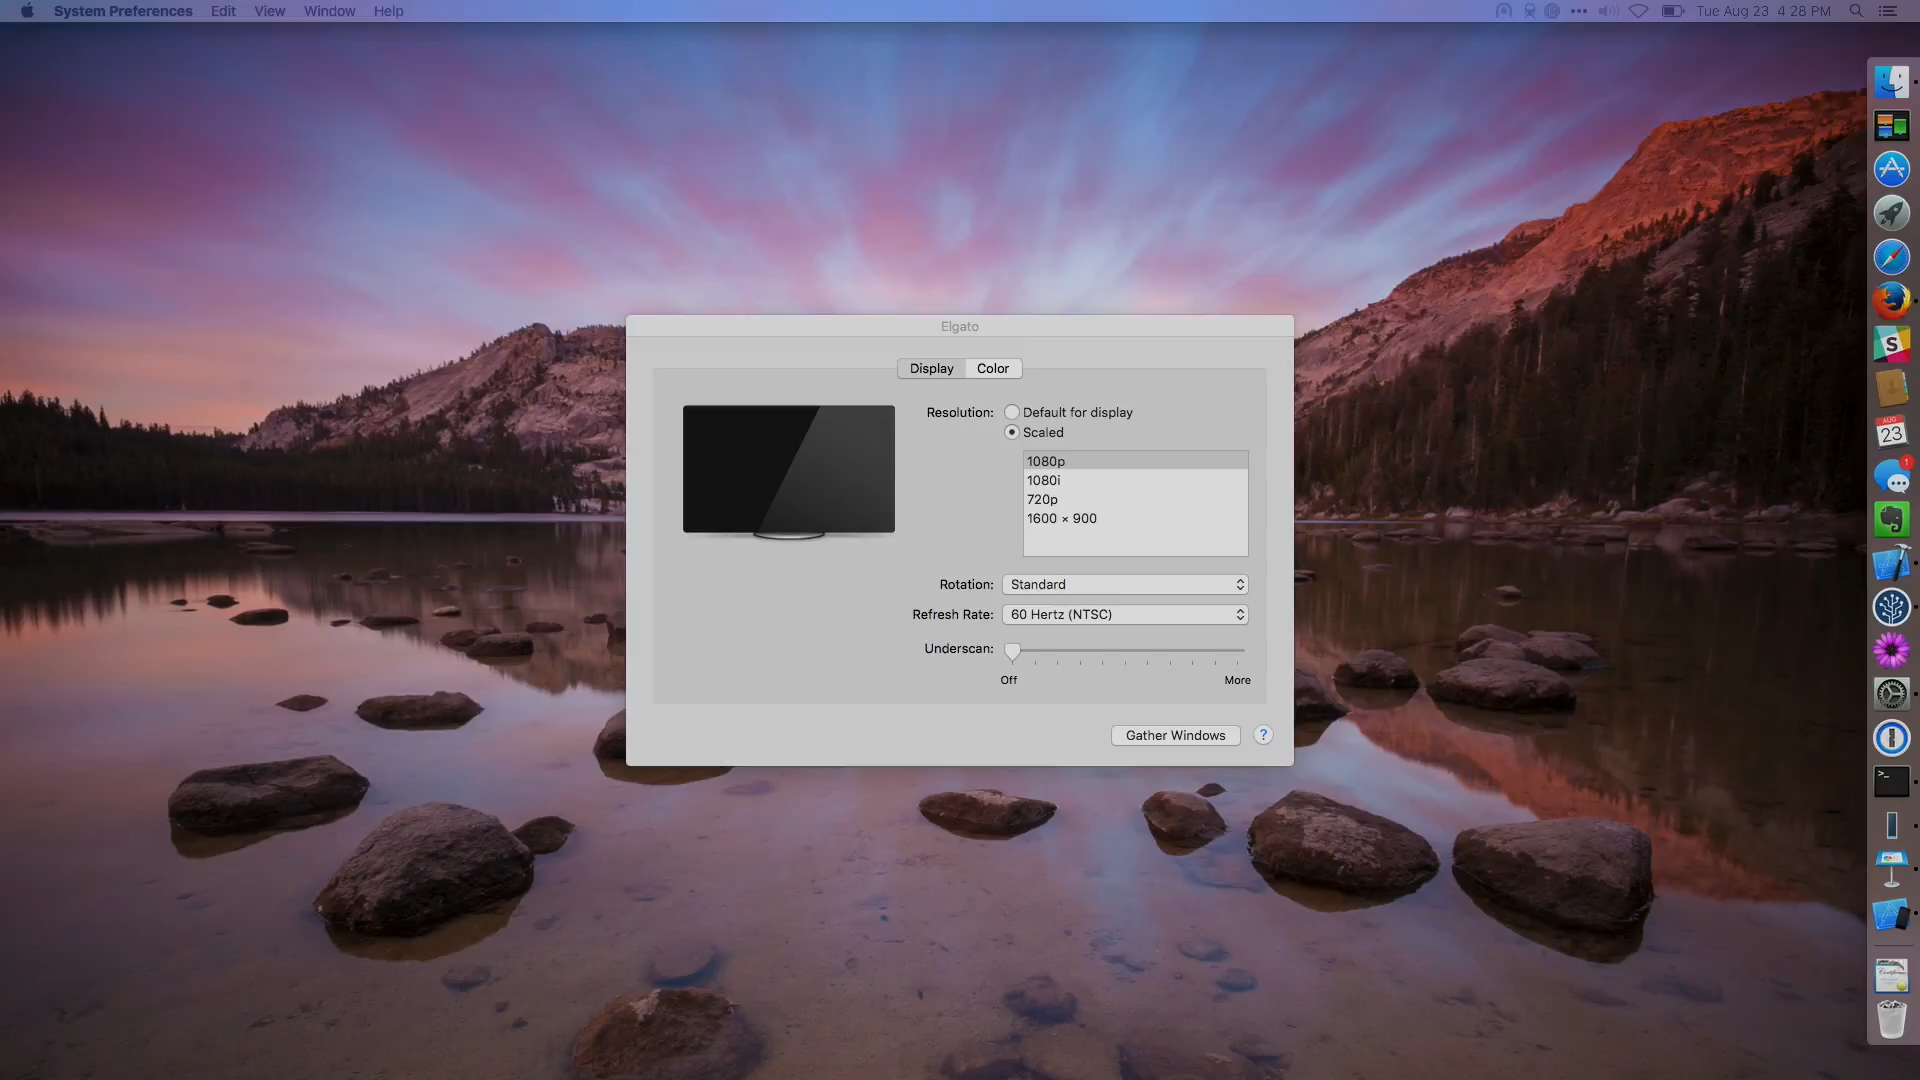 System Preferences Edit View Window Help Tue Aug 23 4:28 PM
Elgato
Display Color
Resolution: Default for display
Scaled
1080p
1080i
720p
1600 × 900
Rotation: Standard
Refresh Rate: 60 Hertz (NTSC)
Underscan:
Off More
Gather Windows ?
S
AUG
23
1
>_